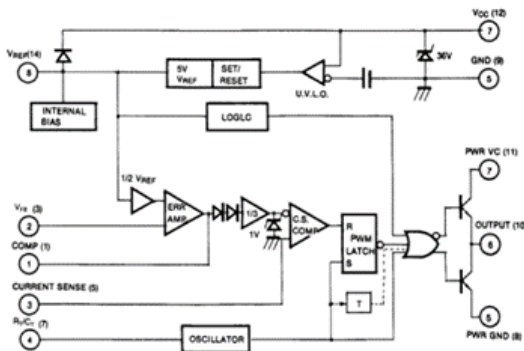 VCC (12)
7
VREF(14)
8
5V
VREF
SET/
RESET
U.V.L.O.
36V
GND (9)
5
INTERNAL
BIAS
LOGLC
PWR VC (11)
7
1/2 VREF
ERR
AMP.
1/3
1V
C.S.
COMP
R
PWM
LATCH
S
VFB (3)
2
COMP (1)
1
OUTPUT (10)
6
CURRENT SENSE (5)
3
T
RT/CT (7)
4
OSCILLATOR
5
PWR GND (8)